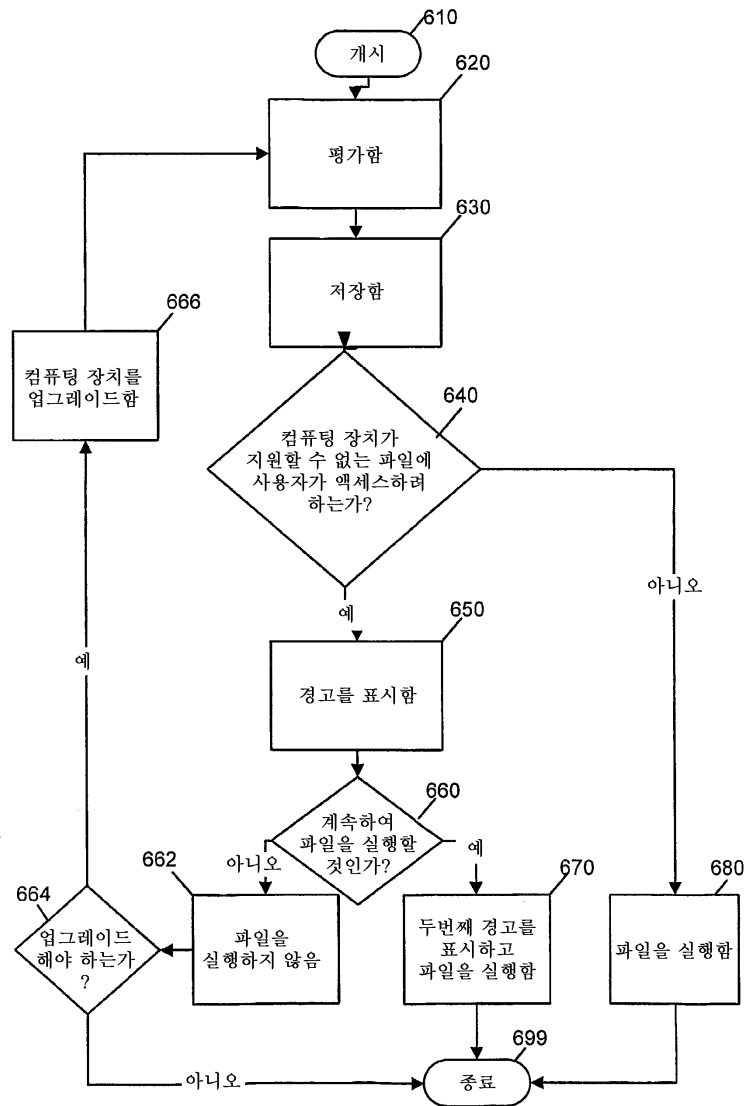 610
개시
620
평가함
630
저장함
666
컴퓨팅 장치를
업그레이드함
640
컴퓨팅 장치가
지원할 수 없는 파일에
사용자가 액세스하려
하는가?
아니오
예
650
예
경고를 표시함
660
계속하여
파일을 실행할
것인가?
아니오
예
662
670
680
664
업그레이드
해야 하는가
?
파일을
실행하지 않음
두번째 경고를
표시하고
파일을 실행함
파일을 실행함
699
아니오
종료